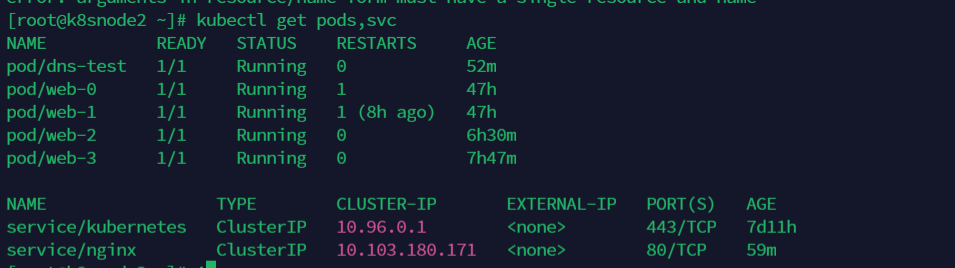 error: arguments in resource/name form must have a single resource and name
[root@k8snode2 ~]# kubectl get pods,svc
NAME READY STATUS RESTARTS AGE
pod/dns-test 1/1 Running 0 52m
pod/web-0 1/1 Running 1 47h
pod/web-1 1/1 Running 1 (8h ago) 47h
pod/web-2 1/1 Running 0 6h30m
pod/web-3 1/1 Running 0 7h47m
NAME TYPE CLUSTER-IP EXTERNAL-IP PORT(S) AGE
service/kubernetes ClusterIP 10.96.0.1 <none> 443/TCP 7d11h
service/nginx ClusterIP 10.103.180.171 <none> 80/TCP 59m
[root@k8snode2 ~]#